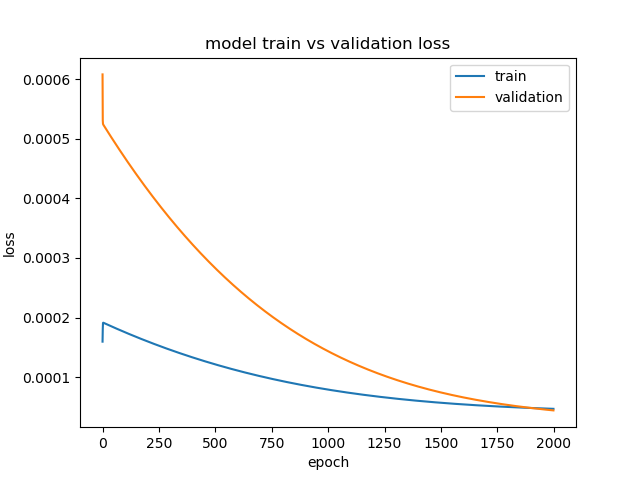 model train vs validation loss
train
validation
0.0006
0.0005
0.0004
0.0003
0.0002
0.0001
loss
0 250 500 750 1000 1250 1500 1750 2000
epoch